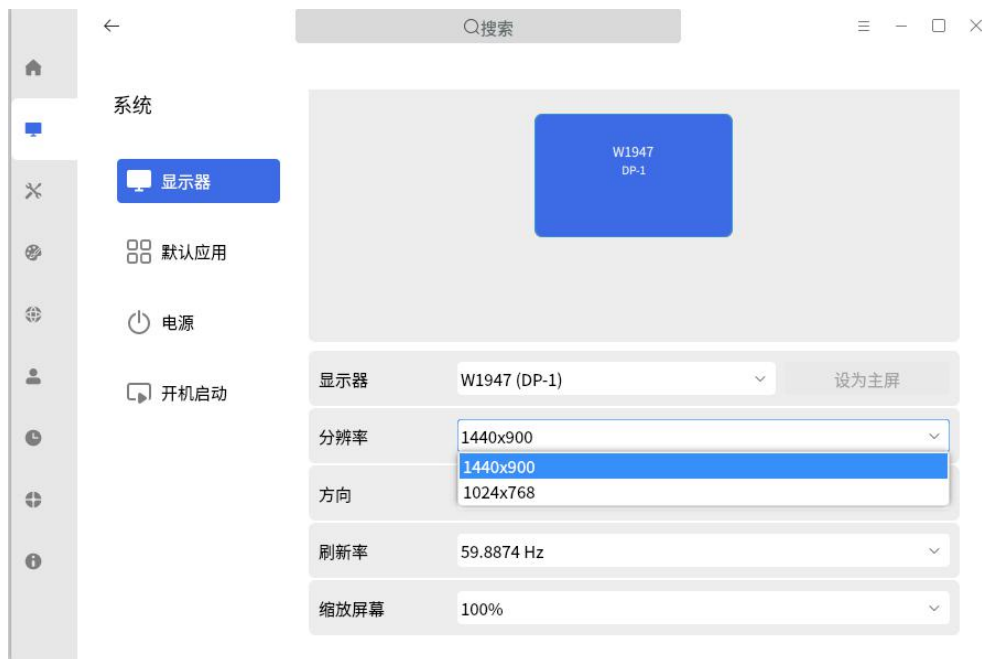 搜索
系统
显示器
默认应用
电源
开机启动
W1947
DP-1
显示器 W1947 (DP-1) 设为主屏
分辨率 1440x900
1440x900
1024x768
方向
刷新率 59.8874 Hz
缩放屏幕 100%